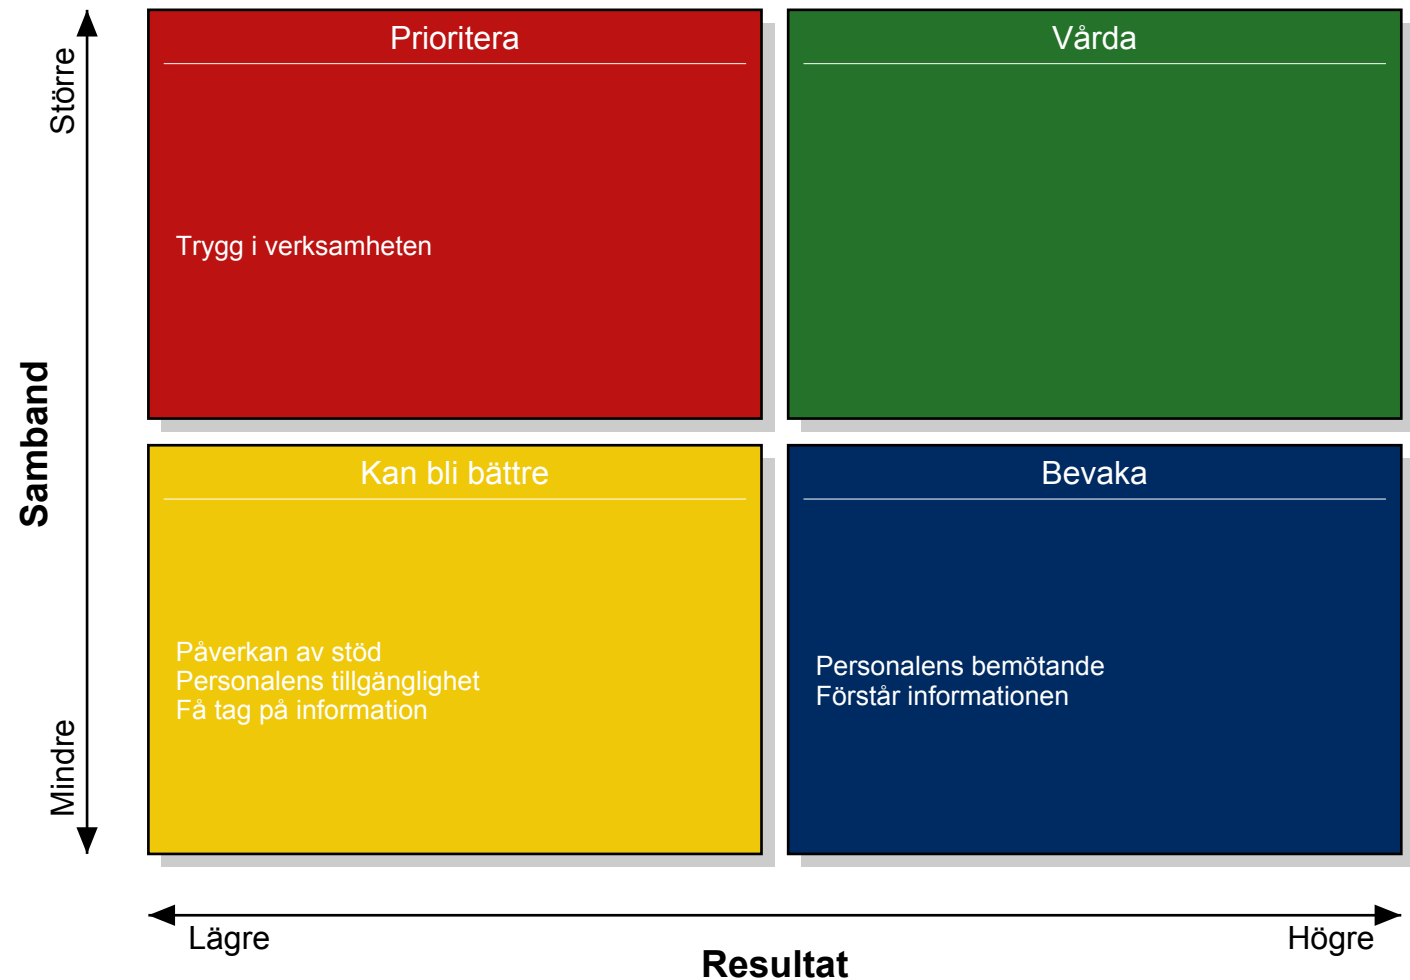 Större
Samband
Mindre
Prioritera
Trygg i verksamheten
Vårda
Kan bli bättre
Påverkan av stöd
Personalens tillgänglighet
Få tag på information
Bevaka
Personalens bemötande
Förstår informationen
Lägre
Resultat
Högre